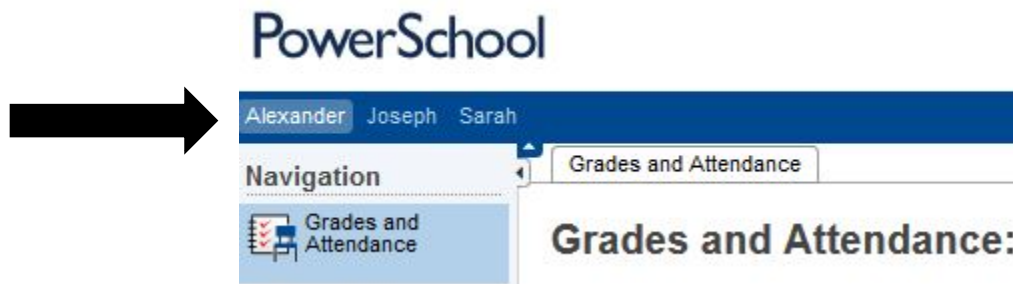 PowerSchool
Alexander Joseph Sarah
Navigation
Grades and Attendance
Grades and
Attendance
Grades and Attendance: